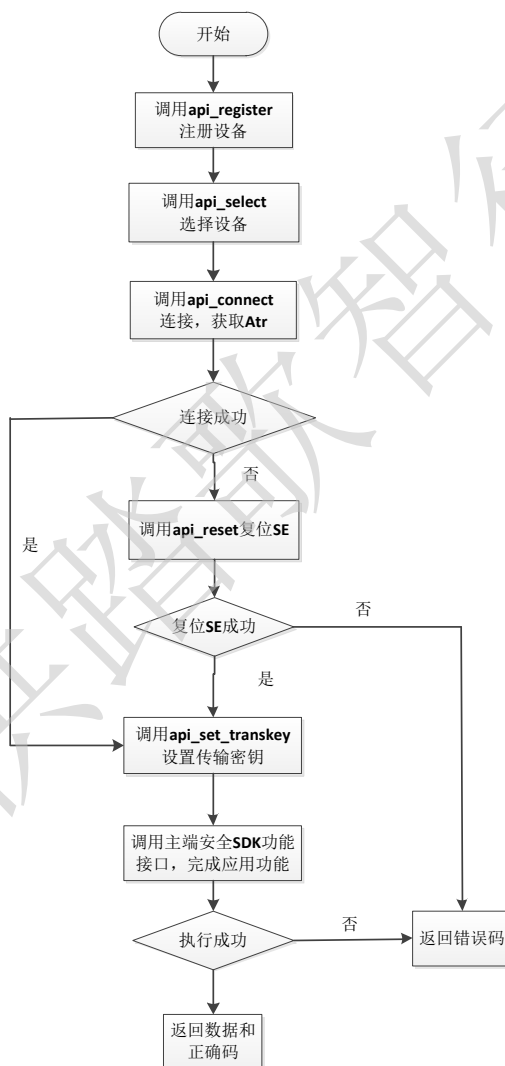 开始
调用api_register
注册设备
调用api_select
选择设备
调用api_connect
连接，获取Atr
连接成功
否
是
调用api_reset复位SE
复位SE成功
否
是
调用api_set_transkey
设置传输密钥
调用主端安全SDK功能
接口，完成应用功能
执行成功
否
返回错误码
返回数据和
正确码
踏歌智